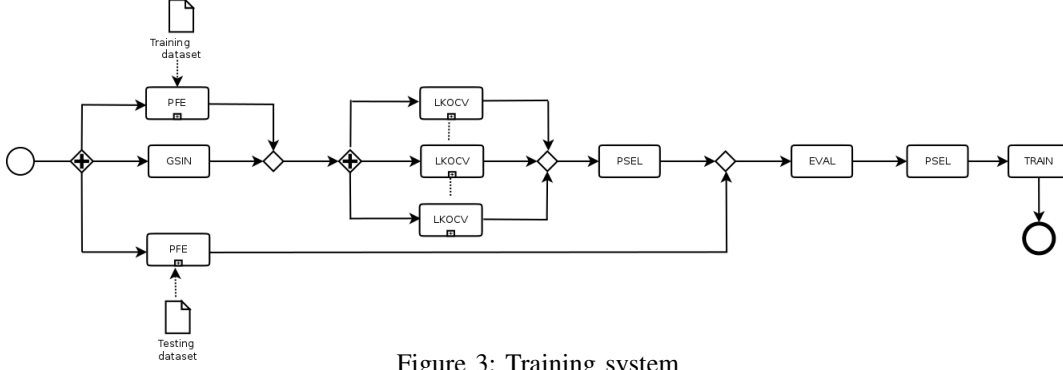 Training
dataset
PFE
GSIN
PFE
Testing
dataset
LKOCV
LKOCV
LKOCV
PSEL
EVAL
PSEL
TRAIN
Figure 3: Training system